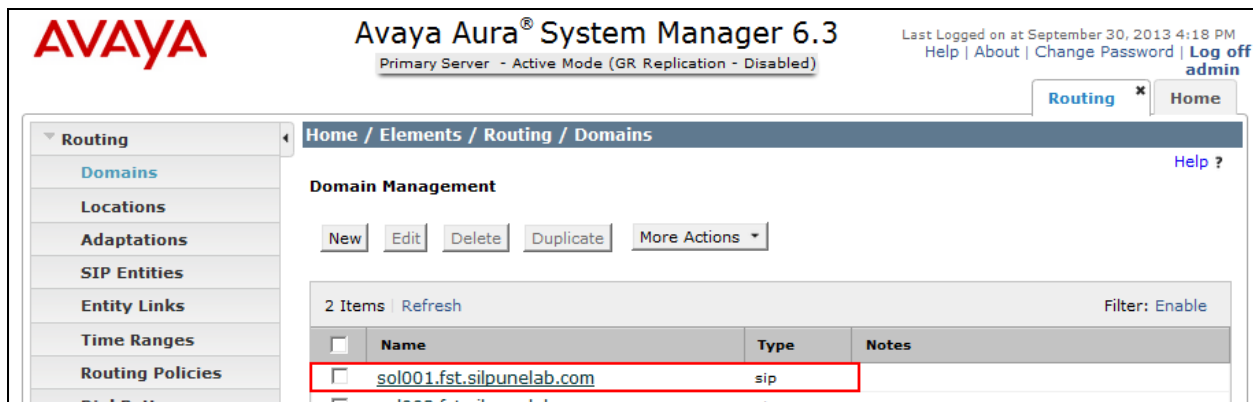 AVAYA
Avaya Aura® System Manager 6.3
Primary Server - Active Mode (GR Replication - Disabled)
Last Logged on at September 30, 2013 4:18 PM
Help | About | Change Password | Log off
admin
Routing × Home
Routing
Domains
Locations
Adaptations
SIP Entities
Entity Links
Time Ranges
Routing Policies
Home / Elements / Routing / Domains
Help ?
Domain Management
New Edit Delete Duplicate More Actions
2 Items Refresh Filter: Enable
Name Type Notes
sol001.fst.silpunelab.com sip